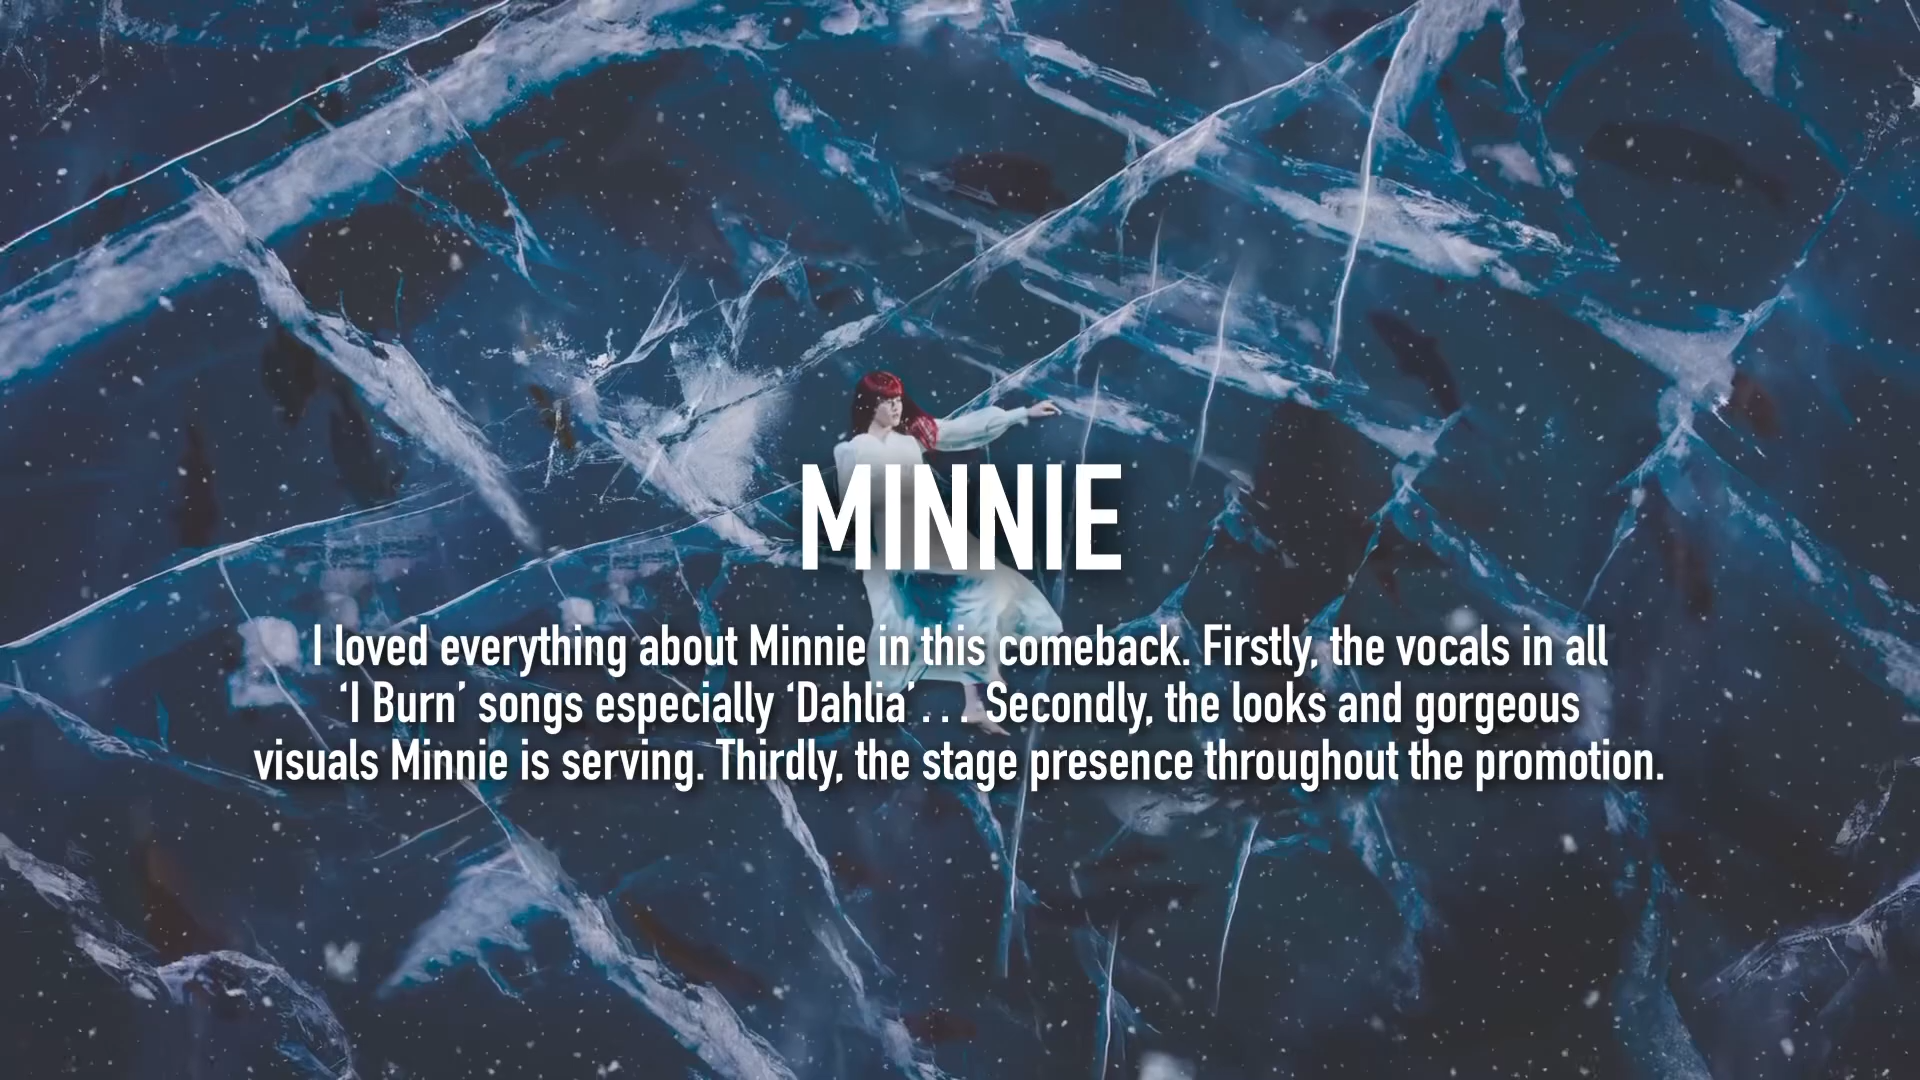 MINNIE
I loved everything about Minnie in this comeback. Firstly, the vocals in all
‘I Burn’ songs especially ‘Dahlia’ . . . Secondly, the looks and gorgeous
visuals Minnie is serving. Thirdly, the stage presence throughout the promotion.